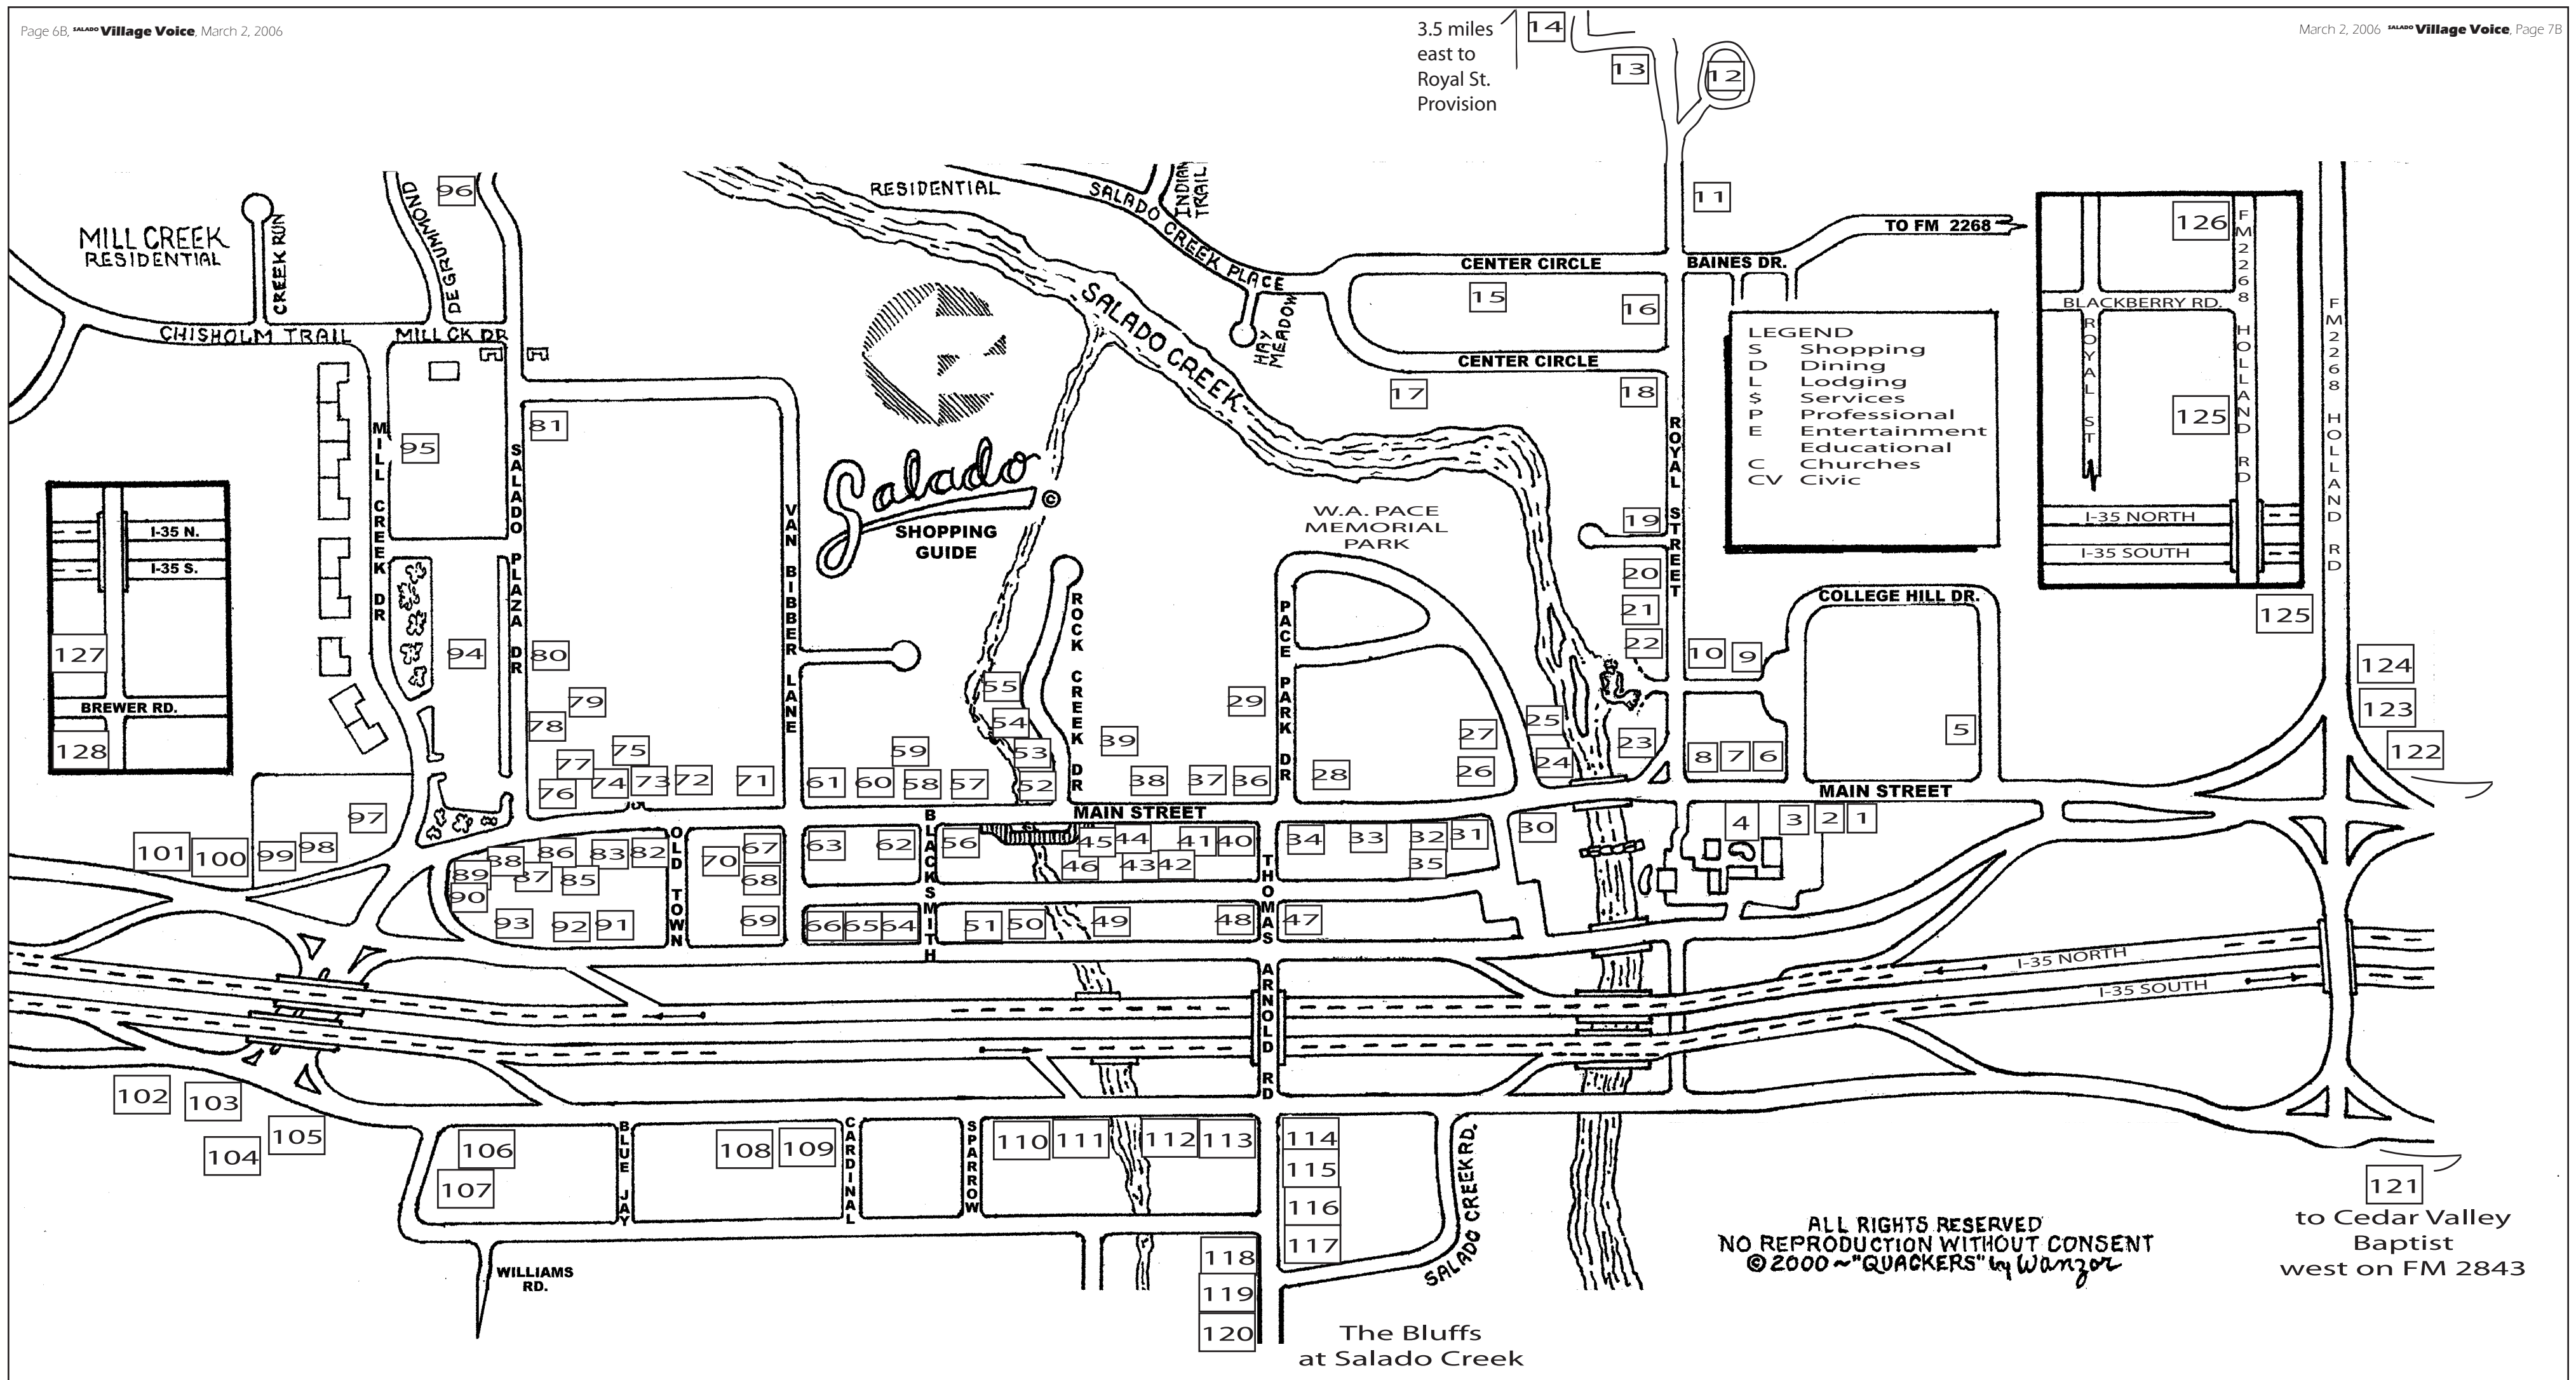 Page 6B, SALADO Village Voice, March 2, 2006
March 2, 2006 SALADO Village Voice, Page 7B
3.5 miles
east to
Royal St.
Provision
14
13
12
11
96
MILL CREEK
RESIDENTIAL
CREEK RUN
DEGRUMMOND
CHISHOLM TRAIL
MILL CK DR
RESIDENTIAL
SALADO CREEK PLACE
INDIAN
TRAIL
HAY
MEADOW
SALADO CREEK
CENTER CIRCLE
BAINES DR.
TO FM 2268
15
16
CENTER CIRCLE
17
18
LEGEND
S Shopping
D Dining
L Lodging
$ Services
P Professional
E Entertainment
Educational
C Churches
CV Civic
126
FM2268 HOLLAND RD
BLACKBERRY RD.
ROYAL ST
125
I-35 NORTH
I-35 SOUTH
FM2268 HOLLAND RD
125
124
123
122
I-35 N.
I-35 S.
127
BREWER RD.
128
MILL CREEK DR
95
94
SALADO PLAZA DR
81
80
79
78
77
76
75
74
73
72
71
VAN BIBBER LANE
Salado ©
SHOPPING
GUIDE
W.A. PACE
MEMORIAL
PARK
ROCK CREEK DR
PACE PARK DR
ROYAL STREET
19
20
21
22
10
9
COLLEGE HILL DR.
5
8
7
6
23
24
25
26
27
28
29
36
37
38
39
52
53
54
55
57
58
59
60
61
MAIN STREET
MAIN STREET
97
98
99
100
101
88
86
83
82
89
87
85
90
93
92
91
OLD TOWN
70
67
68
69
63
62
66
65
64
BLACKSMITH
56
45
44
41
40
46
43
42
51
50
49
48
THOMAS ARNOLD RD
34
33
32
31
35
47
30
4
3
2
1
I-35 NORTH
I-35 SOUTH
102
103
104
105
106
107
BLUE JAY
108
109
CARDINAL
SPARROW
110
111
112
113
114
115
116
117
118
119
120
SALADO CREEK RD.
WILLIAMS
RD.
The Bluffs
at Salado Creek
ALL RIGHTS RESERVED
NO REPRODUCTION WITHOUT CONSENT
© 2000 ~ "QUACKERS" by Wanzor
121
to Cedar Valley
Baptist
west on FM 2843